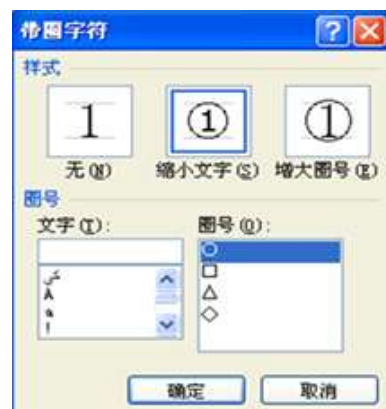 带圈字符
样式
1 ① ①
无(N) 缩小文字(S) 增大圈号(E)
圈号
文字(T): 圈号(O):
○
□
Å △
◇
!
确定 取消